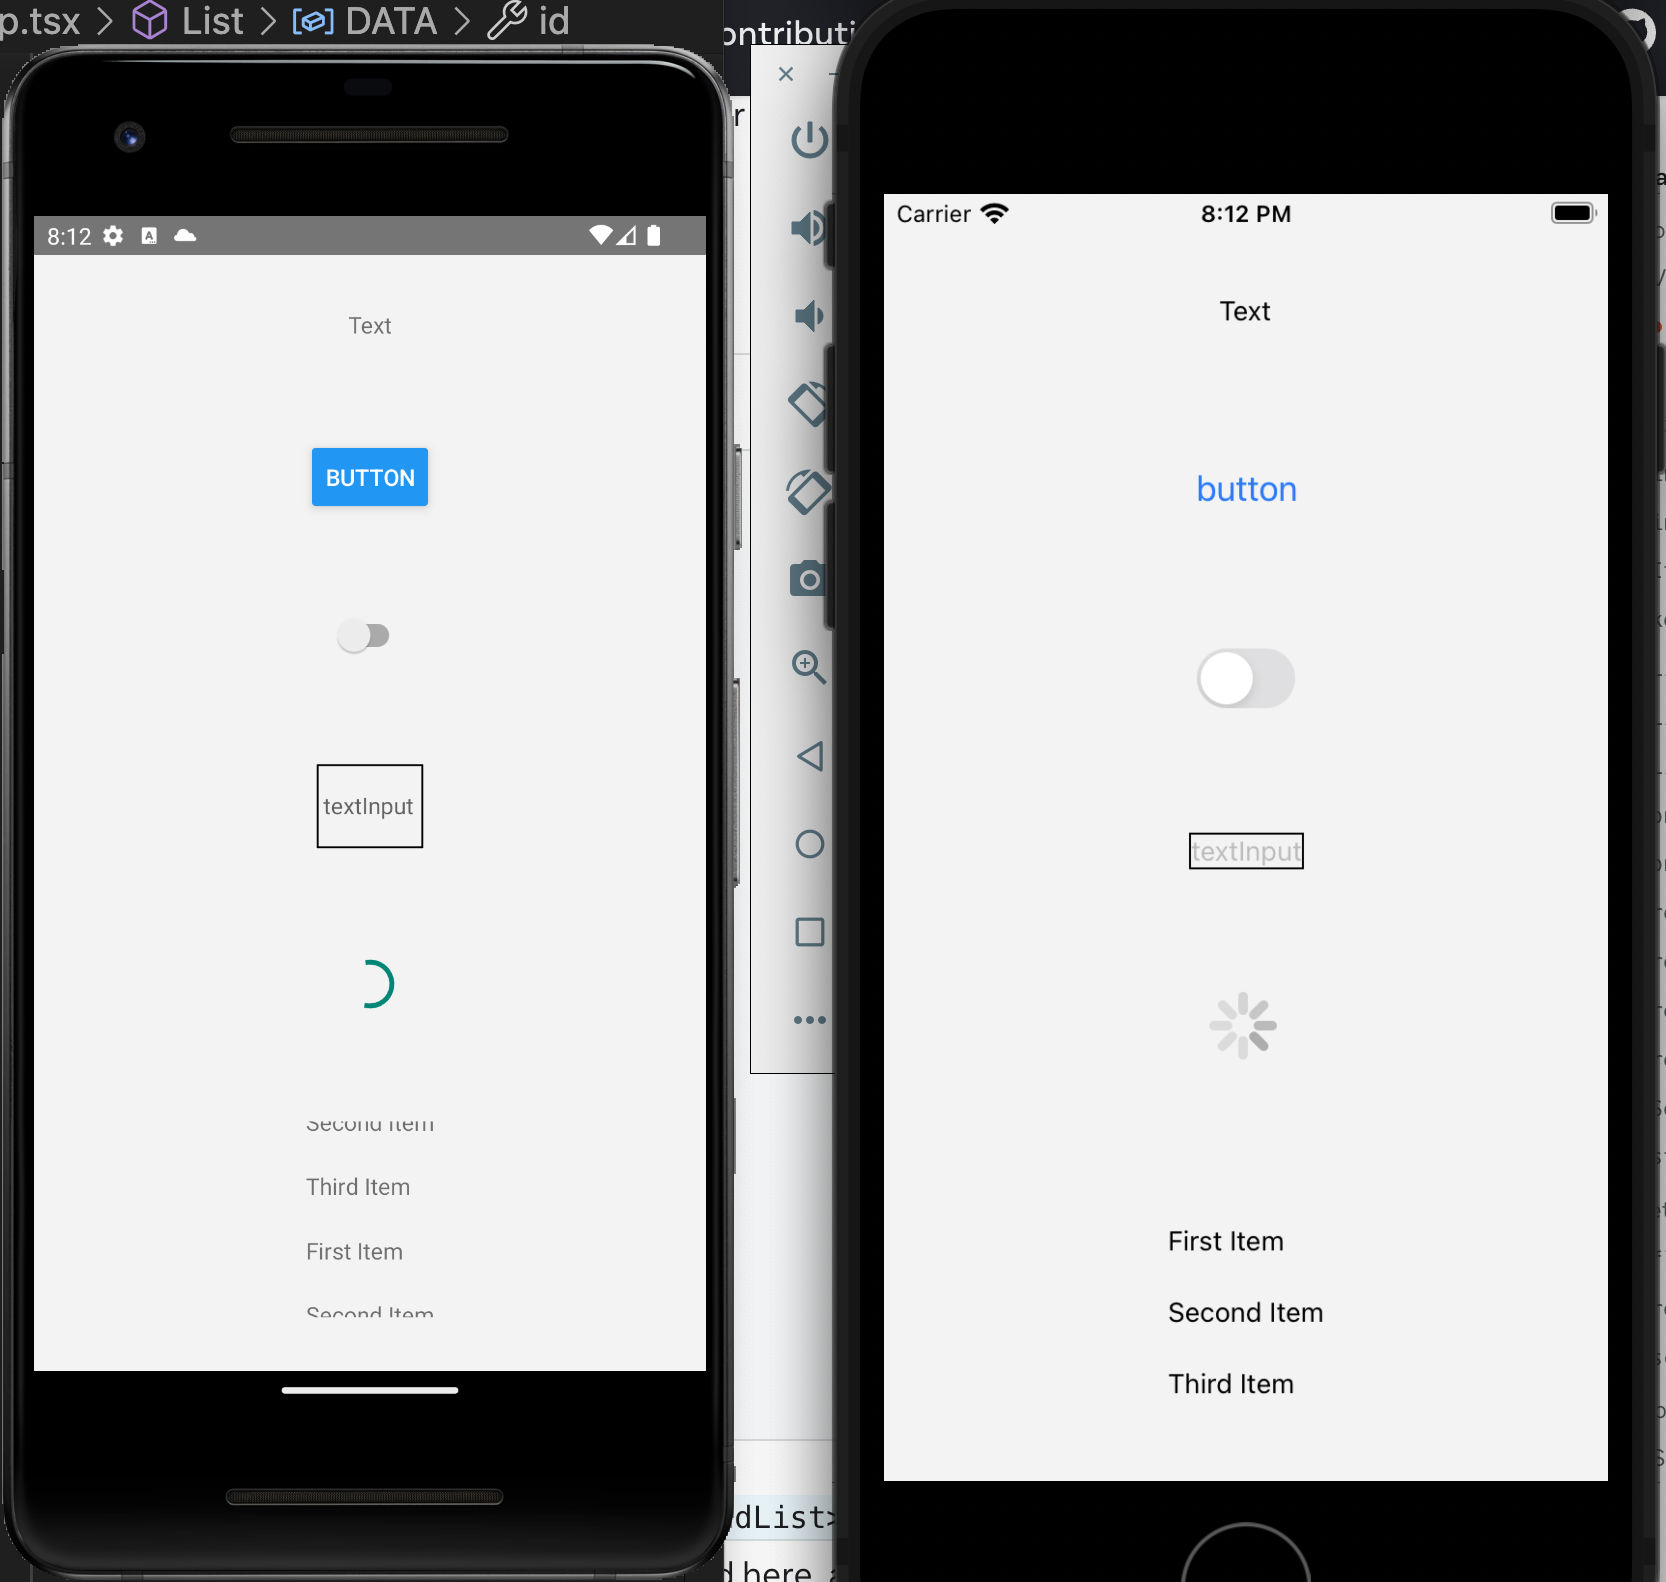 p.tsx > List > DATA > id
ontributi
8:12
Text
BUTTON
textInput
Second Item
Third Item
First Item
Second Item
Carrier
8:12 PM
Text
button
textInput
First Item
Second Item
Third Item
dList>
d here,